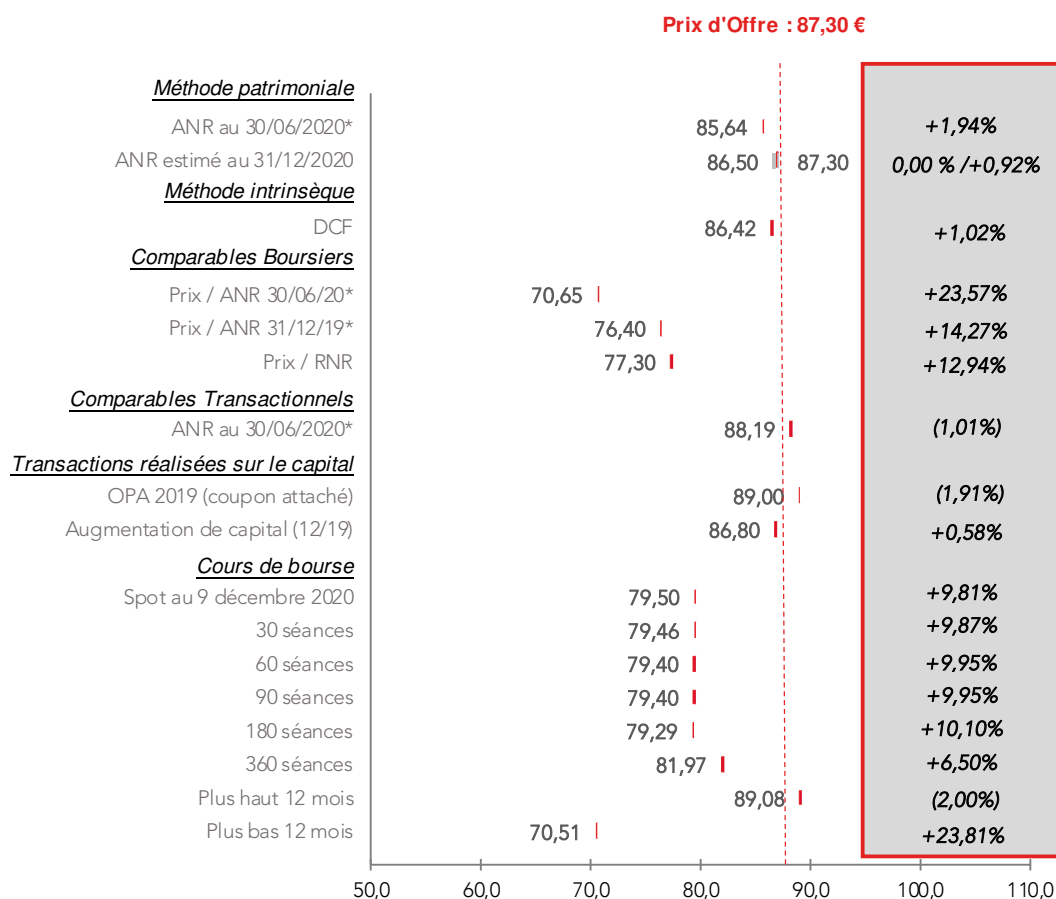 Prix d'Offre : 87,30 €
Méthode patrimoniale
ANR au 30/06/2020* 85,64 +1,94%
ANR estimé au 31/12/2020 86,50 87,30 0,00 % /+0,92%
Méthode intrinsèque
DCF 86,42 +1,02%
Comparables Boursiers
Prix / ANR 30/06/20* 70,65 +23,57%
Prix / ANR 31/12/19* 76,40 +14,27%
Prix / RNR 77,30 +12,94%
Comparables Transactionnels
ANR au 30/06/2020* 88,19 (1,01%)
Transactions réalisées sur le capital
OPA 2019 (coupon attaché) 89,00 (1,91%)
Augmentation de capital (12/19) 86,80 +0,58%
Cours de bourse
Spot au 9 décembre 2020 79,50 +9,81%
30 séances 79,46 +9,87%
60 séances 79,40 +9,95%
90 séances 79,40 +9,95%
180 séances 79,29 +10,10%
360 séances 81,97 +6,50%
Plus haut 12 mois 89,08 (2,00%)
Plus bas 12 mois 70,51 +23,81%
50,0 60,0 70,0 80,0 90,0 100,0 110,0